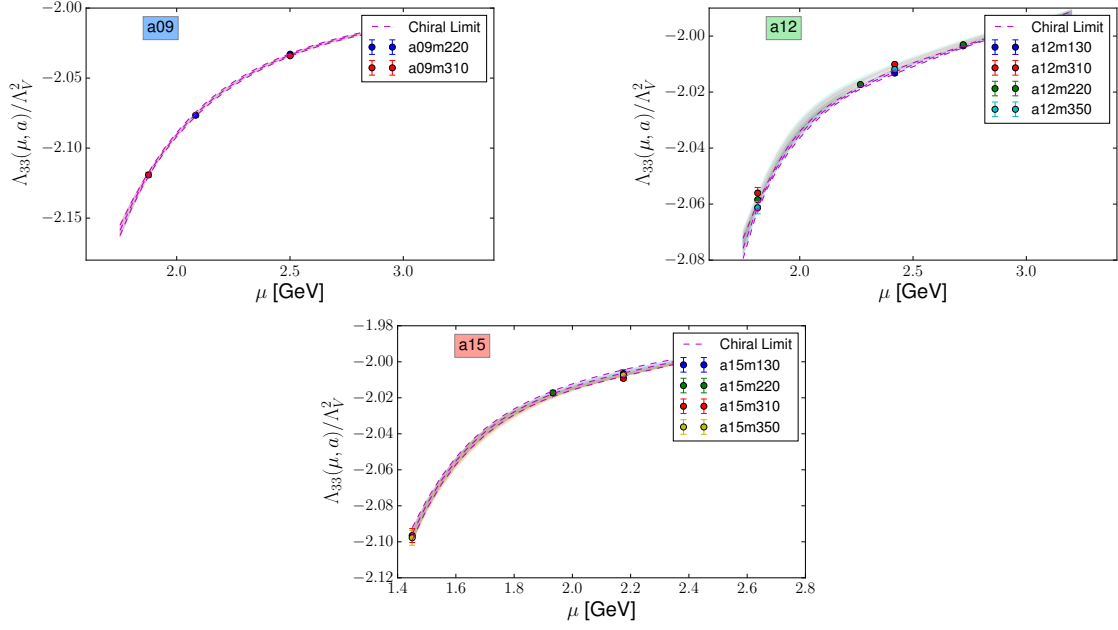 a09
Chiral Limit
a09m220
a09m310
−2.00
−2.05
−2.10
−2.15
2.0 2.5 3.0
μ [GeV]
Λ₃₃(μ, a)/Λ²_V
a12
Chiral Limit
a12m130
a12m310
a12m220
a12m350
−2.00
−2.02
−2.04
−2.06
−2.08
2.0 2.5 3.0
μ [GeV]
Λ₃₃(μ, a)/Λ²_V
a15
Chiral Limit
a15m130
a15m220
a15m310
a15m350
−1.98
−2.00
−2.02
−2.04
−2.06
−2.08
−2.10
−2.12
1.4 1.6 1.8 2.0 2.2 2.4 2.6 2.8
μ [GeV]
Λ₃₃(μ, a)/Λ²_V